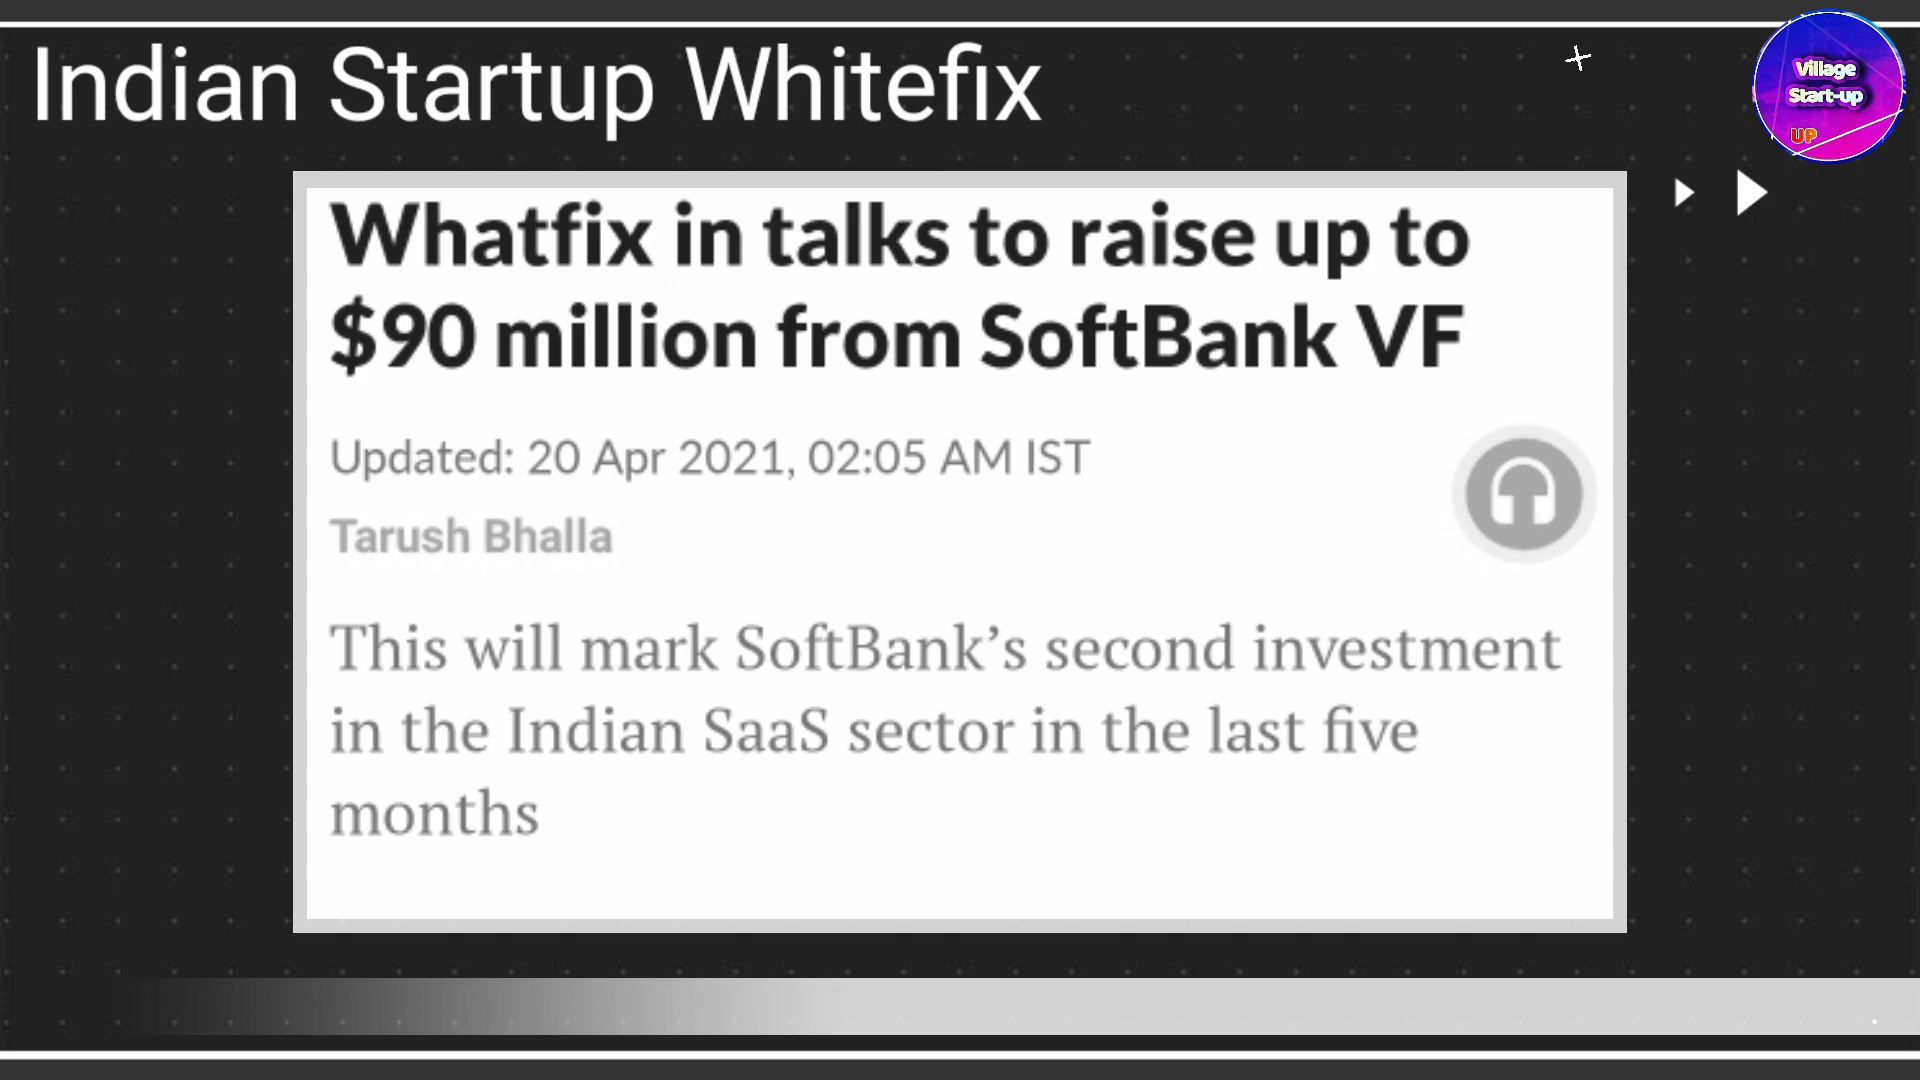 Indian Startup Whitefix
Village
Start-up
UP
Whatfix in talks to raise up to
$90 million from SoftBank VF
Updated: 20 Apr 2021, 02:05 AM IST
Tarush Bhalla
This will mark SoftBank’s second investment
in the Indian SaaS sector in the last five
months